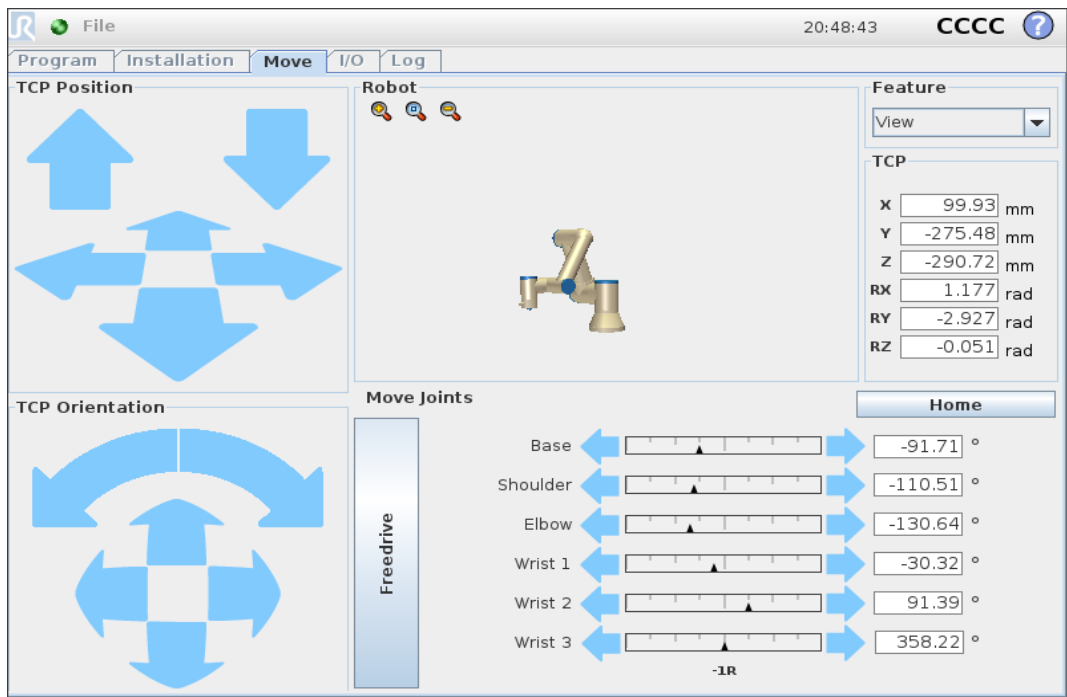 File 20:48:43 CCCC ?
Program Installation Move I/O Log
TCP Position
Robot
Feature
View
TCP
X 99.93 mm
Y -275.48 mm
Z -290.72 mm
RX 1.177 rad
RY -2.927 rad
RZ -0.051 rad
TCP Orientation
Move Joints
Home
Freedrive
Base -91.71 °
Shoulder -110.51 °
Elbow -130.64 °
Wrist 1 -30.32 °
Wrist 2 91.39 °
Wrist 3 358.22 °
-1R